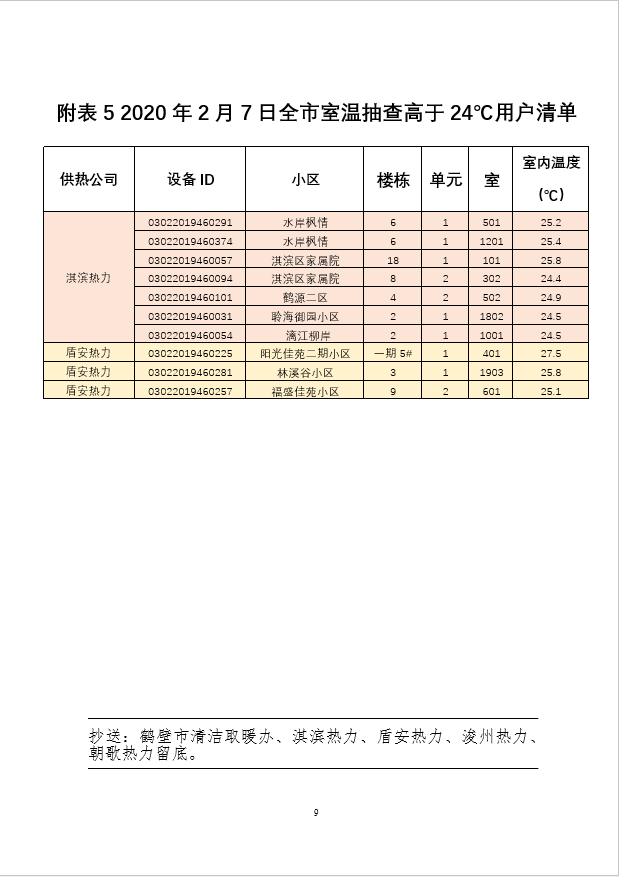 附表 5 2020 年 2 月 7 日全市室温抽查高于 24℃用户清单
供热公司 设备 ID 小区 楼栋 单元 室 室内温度(℃)
淇滨热力 03022019460291 水岸枫情 6 1 501 25.2
03022019460374 水岸枫情 6 1 1201 25.4
03022019460057 淇滨区家属院 18 1 101 25.8
03022019460094 淇滨区家属院 8 2 302 24.4
03022019460101 鹤源二区 4 2 502 24.9
03022019460031 聆海御园小区 2 1 1802 24.5
03022019460054 漓江柳岸 2 1 1001 24.5
盾安热力 03022019460225 阳光佳苑二期小区 一期 5# 1 401 27.5
盾安热力 03022019460281 林溪谷小区 3 1 1903 25.8
盾安热力 03022019460257 福盛佳苑小区 9 2 601 25.1
抄送：鹤壁市清洁取暖办、淇滨热力、盾安热力、浚州热力、
朝歌热力留底。
9